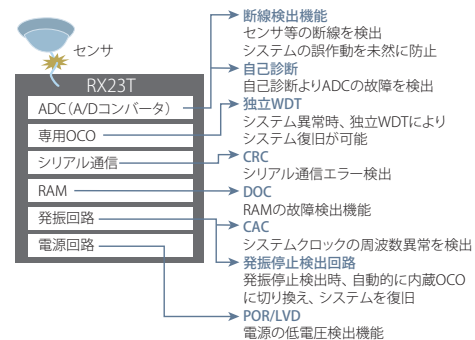 センサ
RX23T
ADC（A/Dコンバータ）
専用OCO
シリアル通信
RAM
発振回路
電源回路
断線検出機能
センサ等の断線を検出
システムの誤作動を未然に防止
自己診断
自己診断よりADCの故障を検出
独立WDT
システム異常時、独立WDTにより
システム復旧が可能
CRC
シリアル通信エラー検出
DOC
RAMの故障検出機能
CAC
システムクロックの周波数異常を検出
発振停止検出回路
発振停止検出時、自動的に内蔵OCO
に切り換え、システムを復旧
POR/LVD
電源の低電圧検出機能